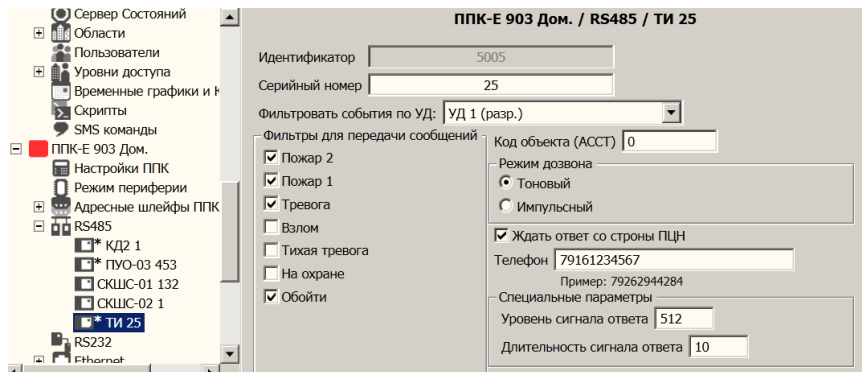 Сервер Состояний
Области
Пользователи
Уровни доступа
Временные графики и К
Скрипты
SMS команды
ППК-Е 903 Дом.
Настройки ППК
Режим периферии
Адресные шлейфы ППК
RS485
* КД2 1
* ПУО-03 453
СКШС-01 132
СКШС-02 1
* ТИ 25
RS232
Ethernet
ППК-Е 903 Дом. / RS485 / ТИ 25
Идентификатор 5005
Серийный номер 25
Фильтровать события по УД: УД 1 (разр.)
Фильтры для передачи сообщений
Пожар 2
Пожар 1
Тревога
Взлом
Тихая тревога
На охране
Обойти
Код объекта (ACCT) 0
Режим дозвона
Тоновый
Импульсный
Ждать ответ со строны ПЦН
Телефон 79161234567
Пример: 79262944284
Специальные параметры
Уровень сигнала ответа 512
Длительность сигнала ответа 10